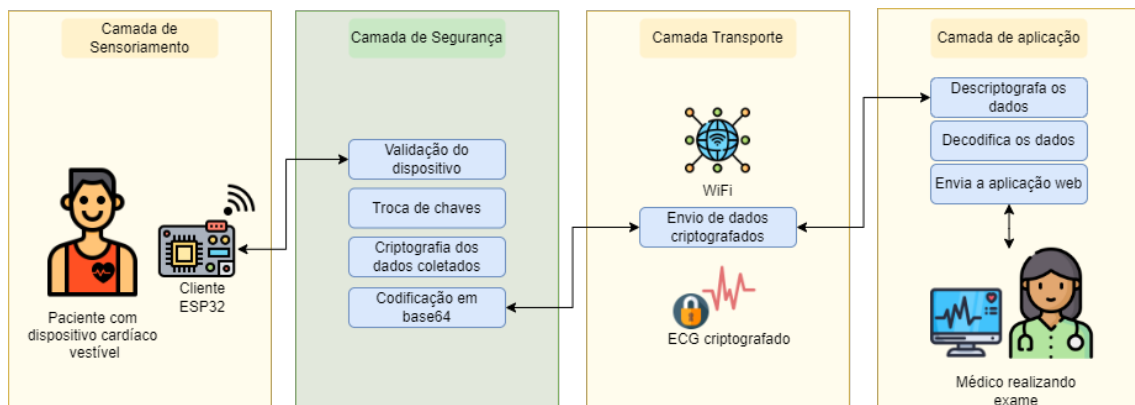 Camada de
Sensoriamento
Paciente com
dispositivo cardíaco
vestível
Cliente
ESP32
Camada de Segurança
Validação do
dispositivo
Troca de chaves
Criptografia dos
dados coletados
Codificação em
base64
Camada Transporte
WiFi
Envio de dados
criptografados
ECG criptografado
Camada de aplicação
Descriptografa os
dados
Decodifica os dados
Envia a aplicação web
Médico realizando
exame